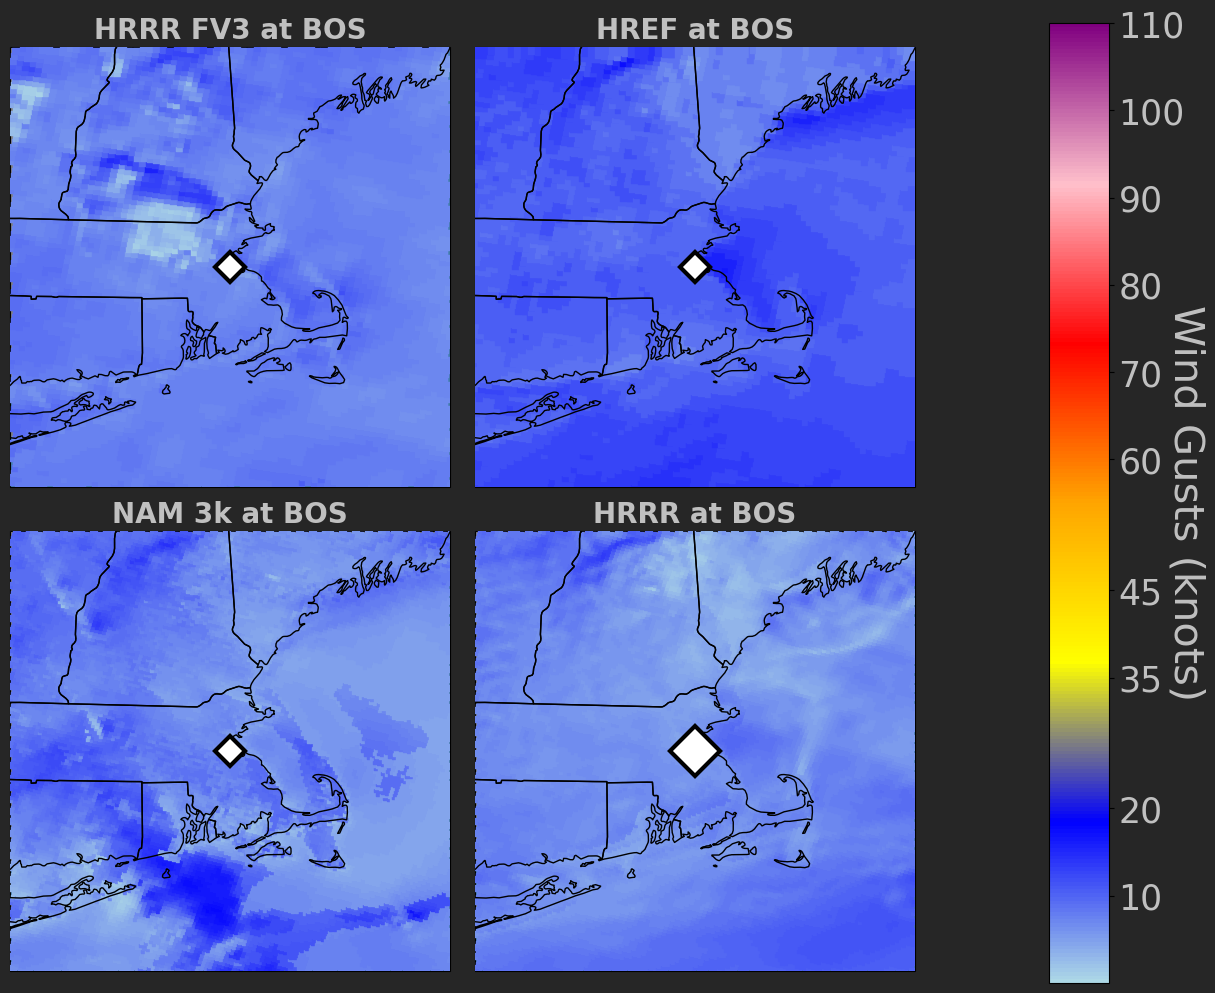 HRRR FV3 at BOS
HREF at BOS
NAM 3k at BOS
HRRR at BOS
110
100
90
80
70
60
45
35
20
10
Wind Gusts (knots)